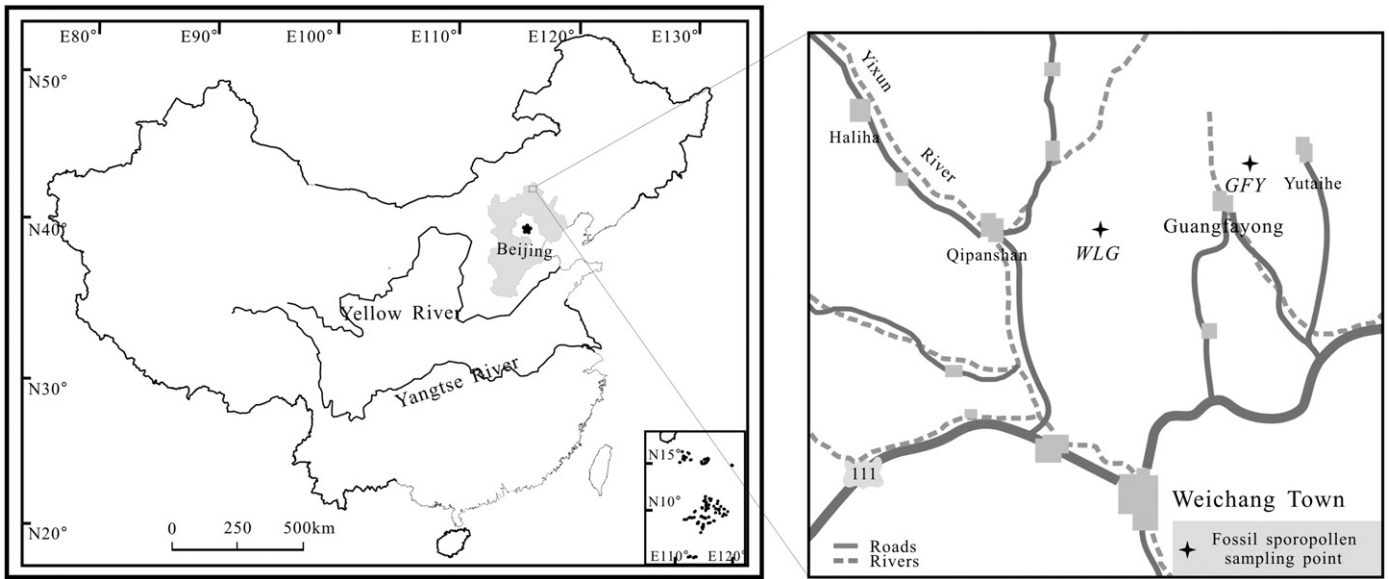 E80°
E90°
E100°
E110°
E120°
E130°
N50°
N40°
N30°
N20°
Beijing
Yellow River
Yangtse River
0 250 500km
N15°
N10°
E110°
E120°
Yixun
River
Haliha
Qipanshan
WLG
GFY
Yutaihe
Guangfayong
111
Weichang Town
Roads
Rivers
Fossil sporopollen
sampling point